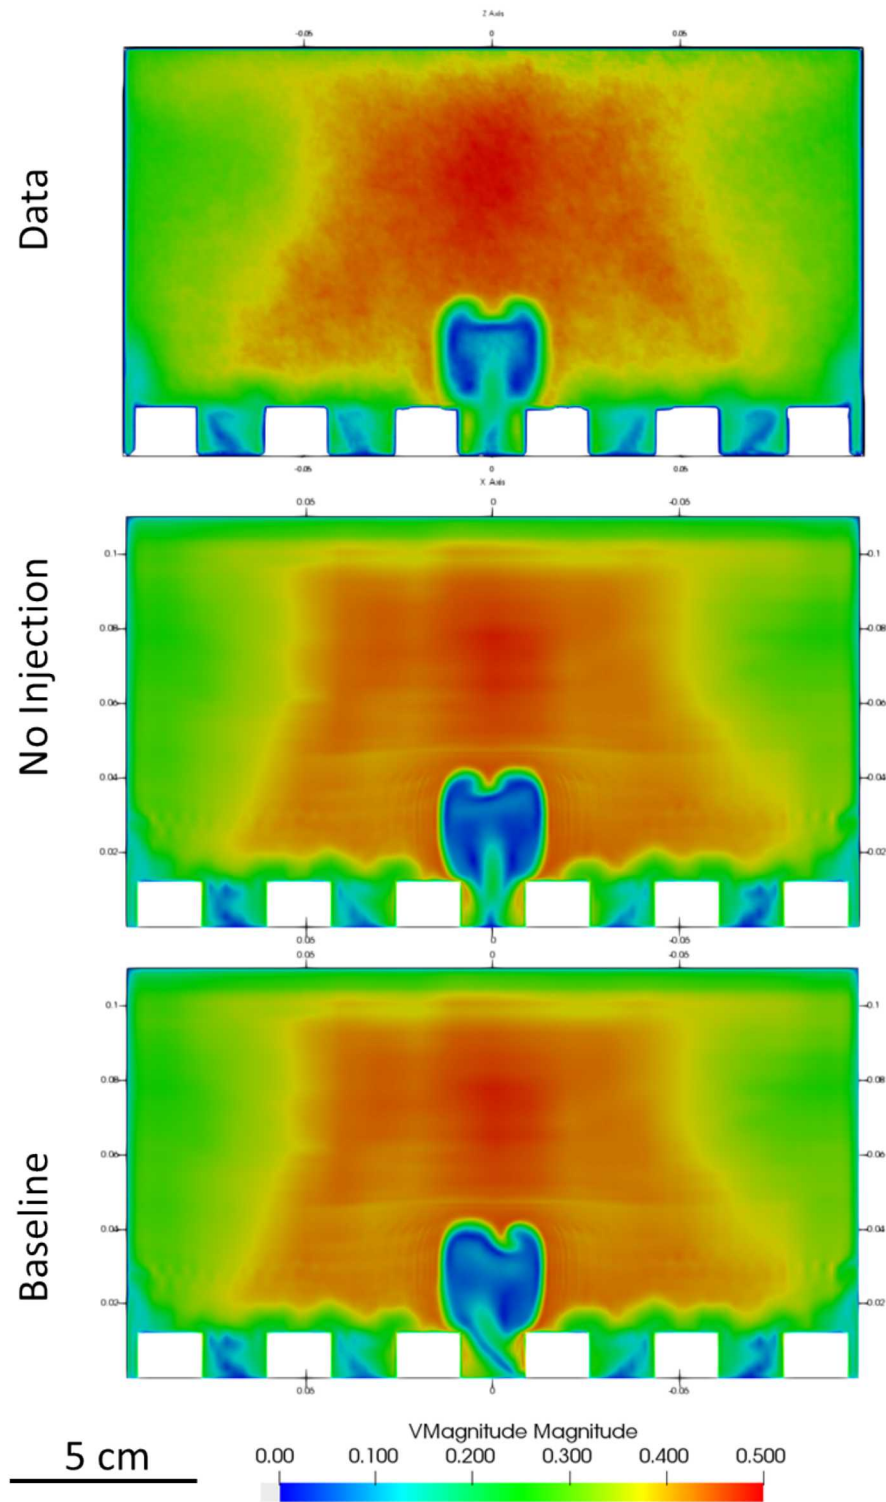 Z Axis
-0.05 0 0.05
Data
-0.05 0 0.05
X Axis
0.05 0 -0.05
No Injection
0.1 0.1
0.08 0.08
0.06 0.06
0.04 0.04
0.02 0.02
0.05 0 -0.05
0.05 0 -0.05
Baseline
0.1 0.1
0.08 0.08
0.06 0.06
0.04 0.04
0.02 0.02
0.05 0 -0.05
5 cm
VMagnitude Magnitude
0.00 0.100 0.200 0.300 0.400 0.500